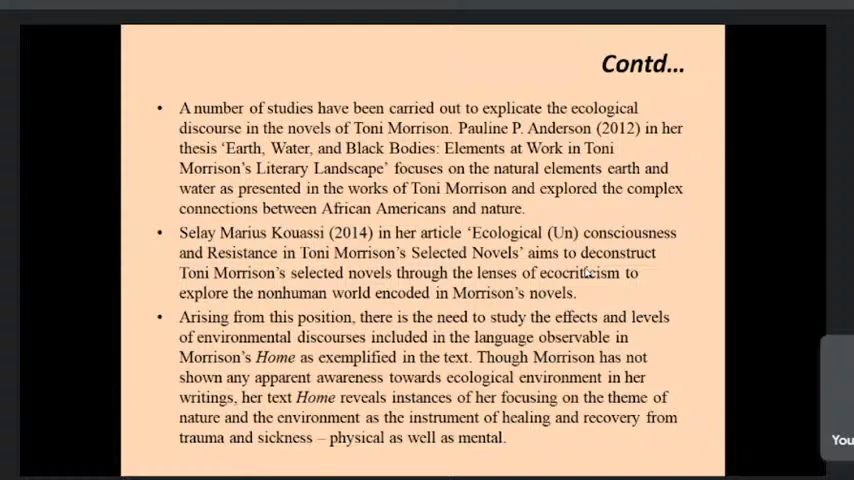 Contd...
• A number of studies have been carried out to explicate the ecological
discourse in the novels of Toni Morrison. Pauline P. Anderson (2012) in her
thesis ‘Earth, Water, and Black Bodies: Elements at Work in Toni
Morrison’s Literary Landscape’ focuses on the natural elements earth and
water as presented in the works of Toni Morrison and explored the complex
connections between African Americans and nature.
• Selay Marius Kouassi (2014) in her article ‘Ecological (Un) consciousness
and Resistance in Toni Morrison’s Selected Novels’ aims to deconstruct
Toni Morrison’s selected novels through the lenses of ecocriticism to
explore the nonhuman world encoded in Morrison’s novels.
• Arising from this position, there is the need to study the effects and levels
of environmental discourses included in the language observable in
Morrison’s Home as exemplified in the text. Though Morrison has not
shown any apparent awareness towards ecological environment in her
writings, her text Home reveals instances of her focusing on the theme of
nature and the environment as the instrument of healing and recovery from
trauma and sickness – physical as well as mental.
You